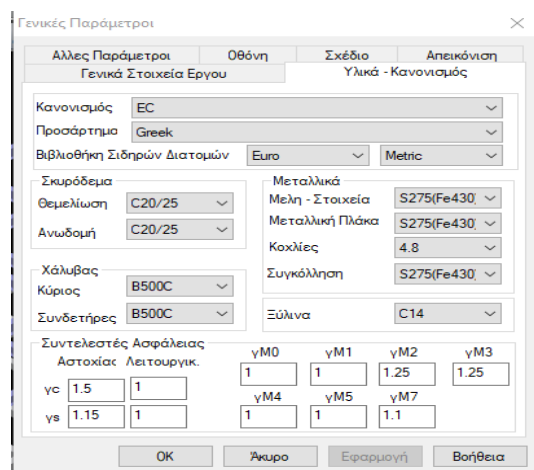 Γενικές Παράμετροι
Αλλες Παράμετροι Οθόνη Σχέδιο Απεικόνιση
Γενικά Στοιχεία Εργου Υλικά - Κανονισμός
Κανονισμός EC
Προσάρτημα Greek
Βιβλιοθήκη Σιδηρών Διατομών Euro Metric
Σκυρόδεμα
Θεμελίωση C20/25
Ανωδομή C20/25
Μεταλλικά
Μελη - Στοιχεία S275(Fe430)
Μεταλλική Πλάκα S275(Fe430)
Κοχλίες 4.8
Συγκόλληση S275(Fe430)
Χάλυβας
Κύριος B500C
Συνδετήρες B500C
Ξύλινα C14
Συντελεστές Ασφάλειας
Αστοχίας Λειτουργικ.
γc 1.5 1
γs 1.15 1
γM0 γM1 γM2 γM3
1 1 1.25 1.25
γM4 γM5 γM7
1 1 1.1
OK Άκυρο Εφαρμογή Βοήθεια